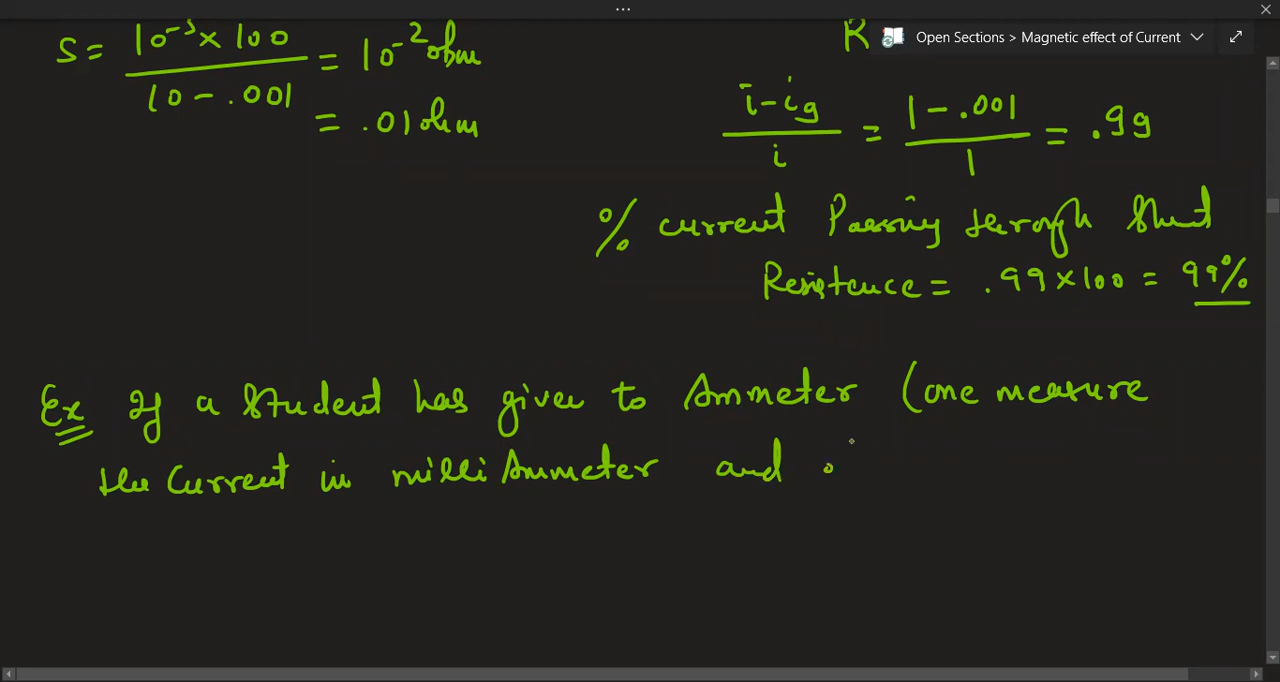 S = 10⁻³ × 100 / 10 - .001 = 10⁻² ohm
= .01 ohm
R
Open Sections > Magnetic effect of Current
i - ig / i = 1 - .001 / 1 = .99
% current Passing through Shunt
Resistance = .99 × 100 = 99%
Ex If a Student has given to Ammeter (one measure
the Current in milli Ammeter and o